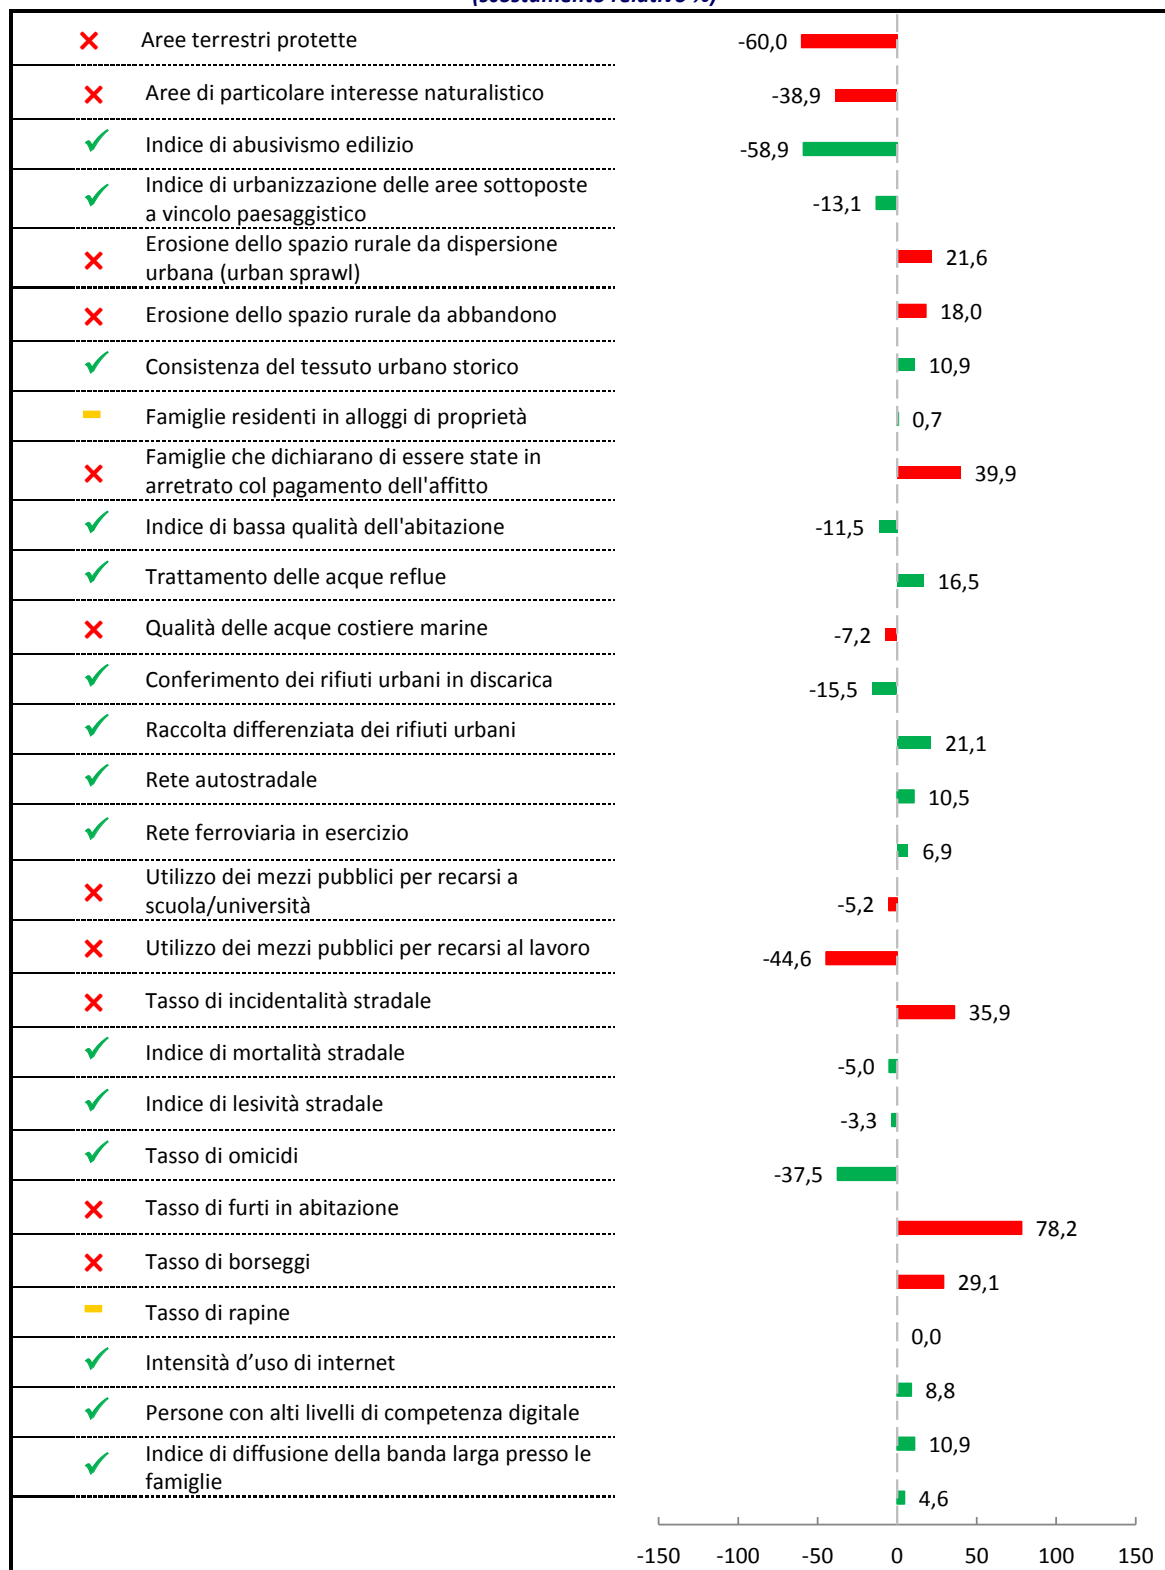 (scostamento relativo %)
Aree terrestri protette
-60,0
Aree di particolare interesse naturalistico
-38,9
Indice di abusivismo edilizio
-58,9
Indice di urbanizzazione delle aree sottoposte
a vincolo paesaggistico
-13,1
Erosione dello spazio rurale da dispersione
urbana (urban sprawl)
21,6
Erosione dello spazio rurale da abbandono
18,0
Consistenza del tessuto urbano storico
10,9
Famiglie residenti in alloggi di proprietà
0,7
Famiglie che dichiarano di essere state in
arretrato col pagamento dell'affitto
39,9
Indice di bassa qualità dell'abitazione
-11,5
Trattamento delle acque reflue
16,5
Qualità delle acque costiere marine
-7,2
Conferimento dei rifiuti urbani in discarica
-15,5
Raccolta differenziata dei rifiuti urbani
21,1
Rete autostradale
10,5
Rete ferroviaria in esercizio
6,9
Utilizzo dei mezzi pubblici per recarsi a
scuola/università
-5,2
Utilizzo dei mezzi pubblici per recarsi al lavoro
-44,6
Tasso di incidentalità stradale
35,9
Indice di mortalità stradale
-5,0
Indice di lesività stradale
-3,3
Tasso di omicidi
-37,5
Tasso di furti in abitazione
78,2
Tasso di borseggi
29,1
Tasso di rapine
0,0
Intensità d’uso di internet
8,8
Persone con alti livelli di competenza digitale
10,9
Indice di diffusione della banda larga presso le
famiglie
4,6
-150 -100 -50 0 50 100 150